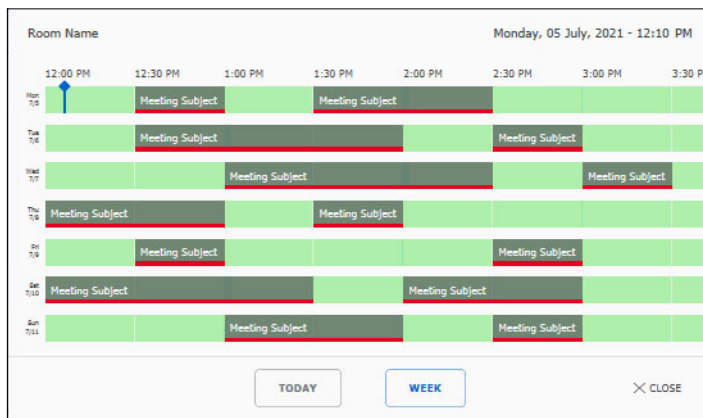 Room Name Monday, 05 July, 2021 - 12:10 PM
12:00 PM 12:30 PM 1:00 PM 1:30 PM 2:00 PM 2:30 PM 3:00 PM 3:30 P
Mon
7/5
Meeting Subject Meeting Subject
Tue
7/6
Meeting Subject Meeting Subject
Wed
7/7
Meeting Subject Meeting Subject
Thu
7/8
Meeting Subject Meeting Subject
Fri
7/9
Meeting Subject Meeting Subject
Sat
7/10
Meeting Subject Meeting Subject
Sun
7/11
Meeting Subject Meeting Subject
TODAY WEEK CLOSE